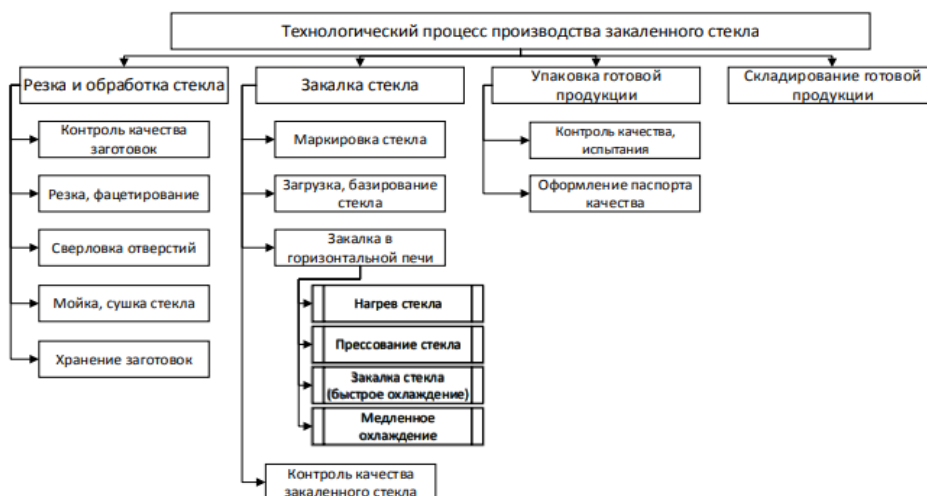 Технологический процесс производства закаленного стекла
Резка и обработка стекла
Контроль качества
заготовок
Резка, фацетирование
Сверловка отверстий
Мойка, сушка стекла
Хранение заготовок
Закалка стекла
Маркировка стекла
Загрузка, базирование
стекла
Закалка в
горизонтальной печи
Нагрев стекла
Прессование стекла
Закалка стекла
(быстрое охлаждение)
Медленное
охлаждение
Контроль качества
закаленного стекла
Упаковка готовой
продукции
Контроль качества,
испытания
Оформление паспорта
качества
Складирование готовой
продукции